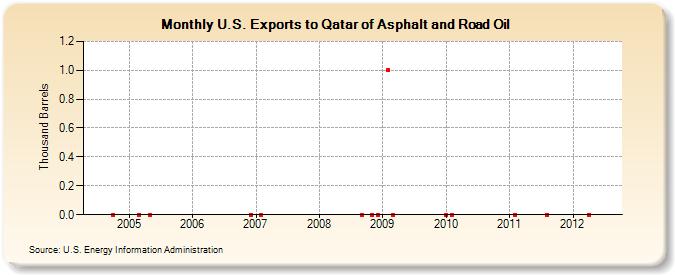 Monthly U.S. Exports to Qatar of Asphalt and Road Oil
Thousand Barrels
1.2
1.0
0.8
0.6
0.4
0.2
0.0
2005 2006 2007 2008 2009 2010 2011 2012
Source: U.S. Energy Information Administration